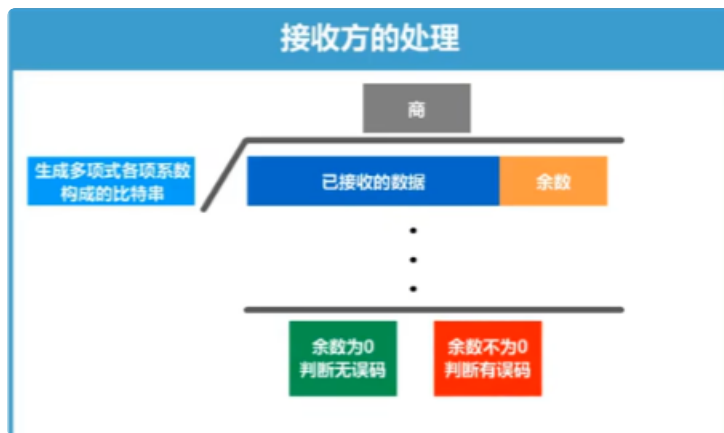 接收方的处理
商
生成多项式各项系数
构成的比特串
已接收的数据
余数
余数为0
判断无误码
余数不为0
判断有误码